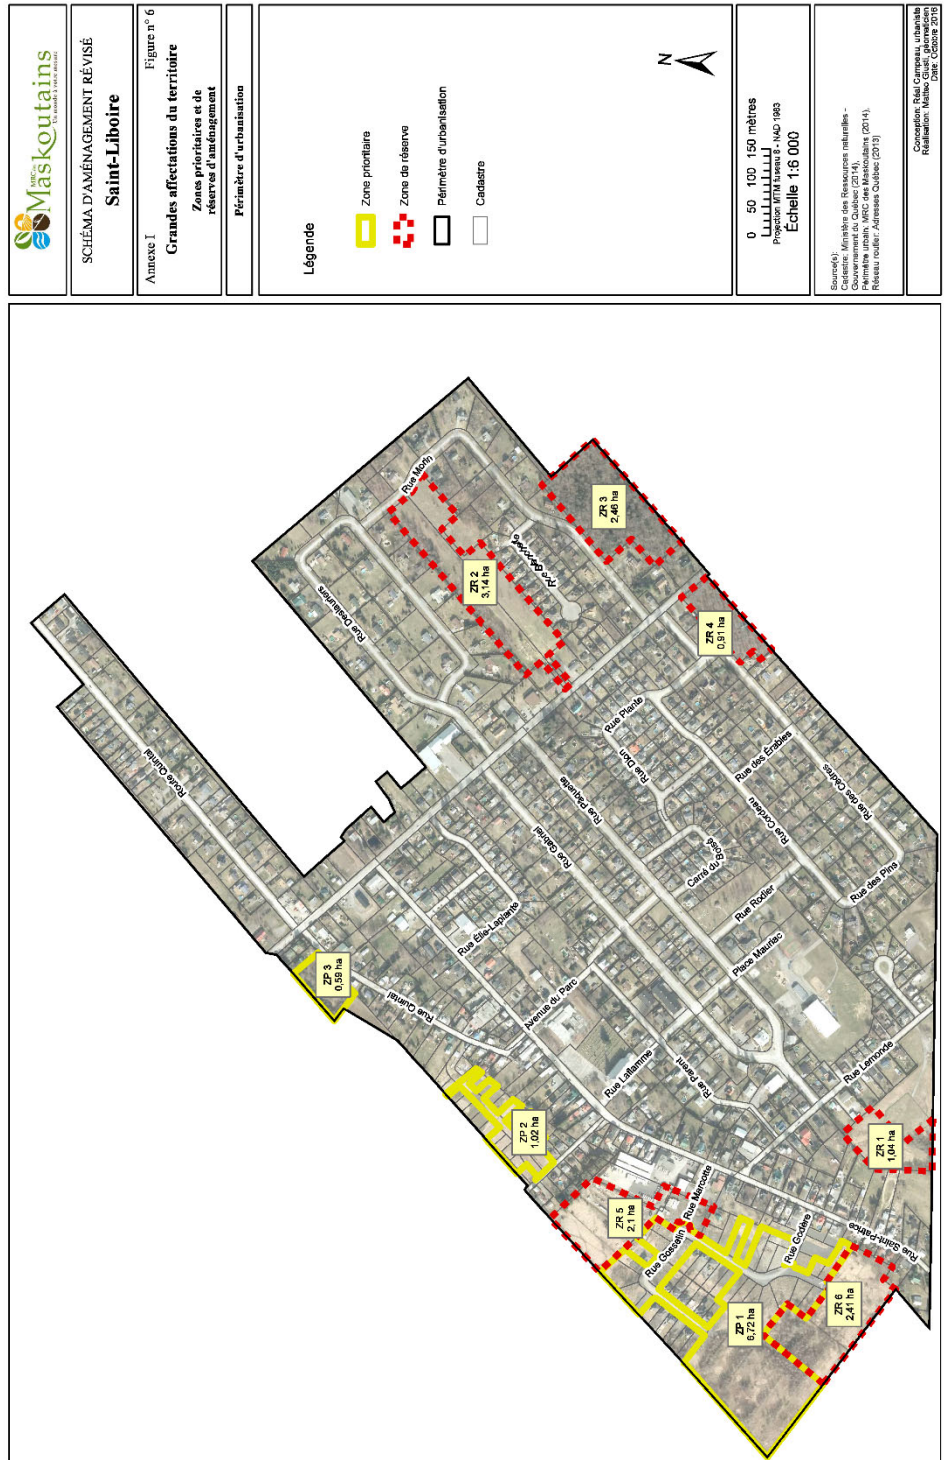 MRC des
Maskoutains
Un monde à votre mesure
SCHÉMA D'AMÉNAGEMENT RÉVISÉ
Saint-Liboire
Annexe I
Figure n° 6
Grandes affectations du territoire
Zones prioritaires et de
réserves d'aménagement
Périmètre d'urbanisation
Légende
Zone prioritaire
Zone de réserve
Périmètre d'urbanisation
Cadastre
N
0 50 100 150 mètres
Projection MTM fuseau 8 - NAD 1983
Échelle 1:6 000
Source(s):
Cadastre: Ministère des Ressources naturelles -
Gouvernement du Québec (2014),
Périmètre urbain: MRC des Maskoutains (2014),
Réseau routier: Adresses Québec (2013)
Conception: Réal Campeau, urbaniste
Réalisation: Matteo Giusti, géomaticien
Date: Octobre 2016
Route Quintal
Rue Deslauriers
Rue Morin
ZR 2
3,14 ha
ZR 3
2,46 ha
ZR 4
0,91 ha
ZP 3
0,59 ha
Rue Quintal
Rue Élie-Laplante
Avenue du Parc
Rue Gabriel
Rue Paquette
Rue Plante
Rue Dion
Carré du Boisé
Rue des Érables
Rue Cordeau
Rue des Cèdres
Rue des Pins
Rue Rodier
Place Mauriac
ZP 2
1,02 ha
Rue Laflamme
Rue Parent
Rue Lemonde
ZR 5
2,1 ha
Rue Marcotte
Rue Gosselin
Rue Godère
Rue Saint-Patrice
ZR 1
1,04 ha
ZP 1
6,72 ha
ZR 6
2,41 ha